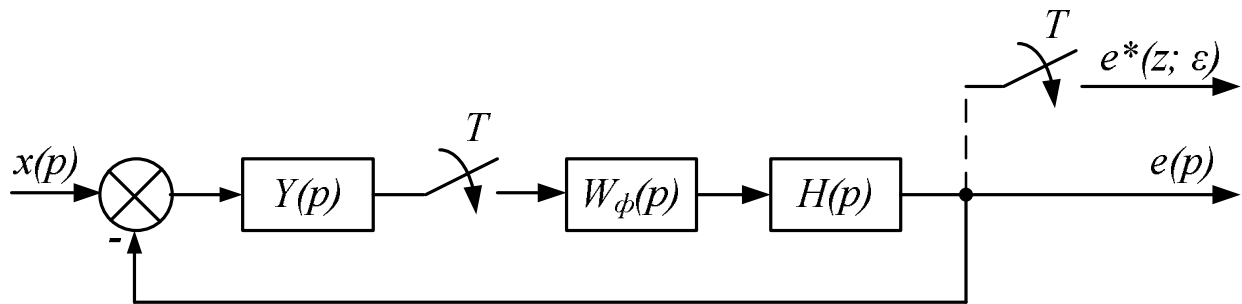 T
e*(z; ε)
x(p)
T
e(p)
Y(p)
Wф(p)
H(p)
-